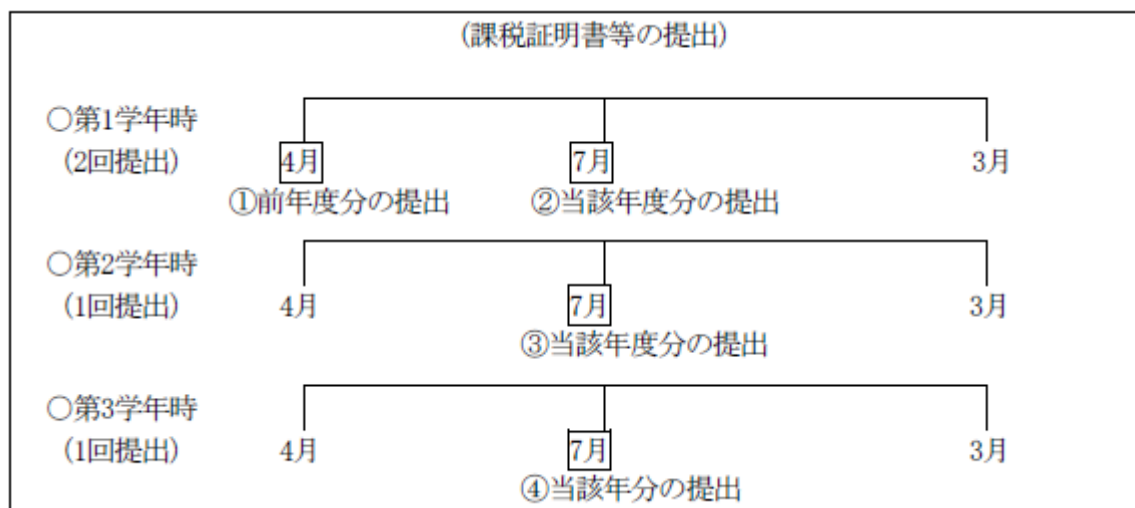 (課税証明書等の提出)
○第1学年時
(2回提出) 4月 7月 3月
①前年度分の提出 ②当該年度分の提出
○第2学年時
(1回提出) 4月 7月 3月
③当該年度分の提出
○第3学年時
(1回提出) 4月 7月 3月
④当該年分の提出